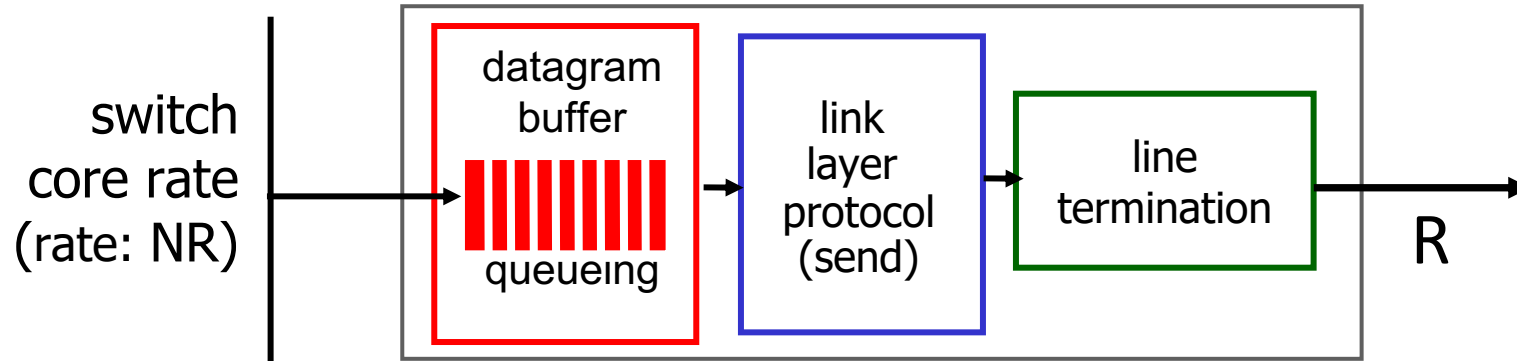 switch
core rate
(rate: NR)
datagram
buffer
queueing
link
layer
protocol
(send)
line
termination
R